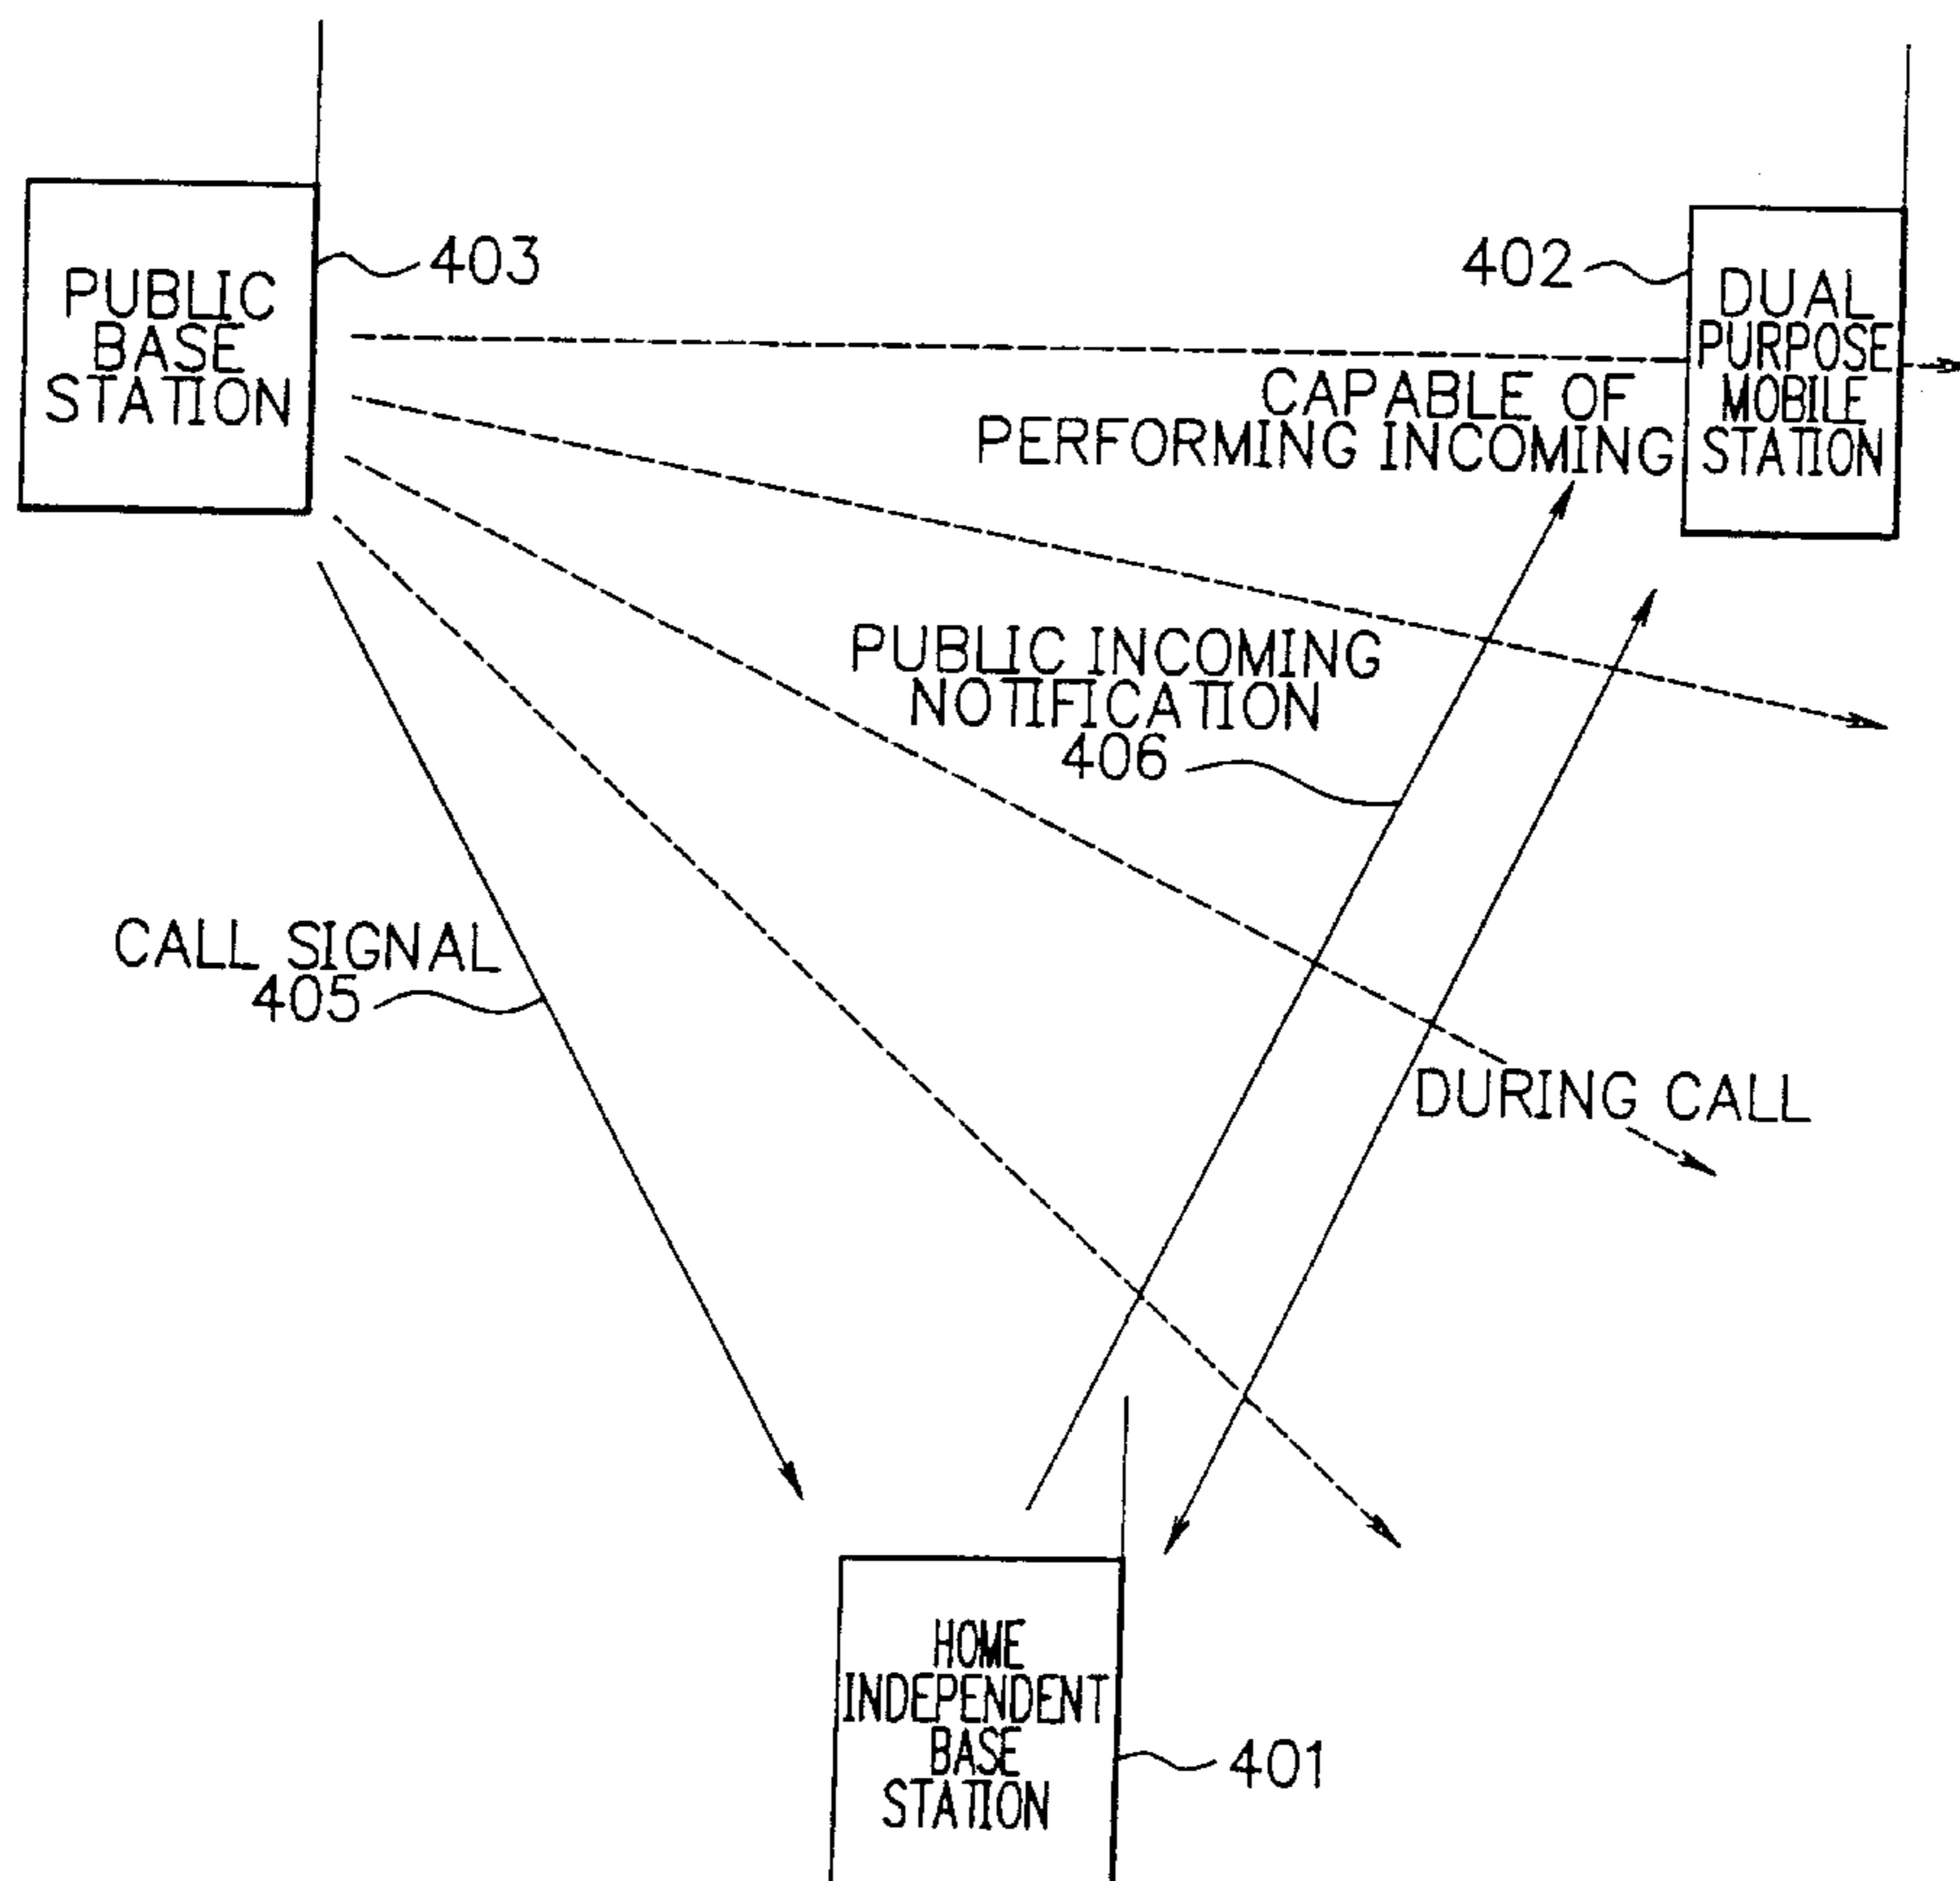 PUBLIC
BASE
STATION
403
402
DUAL
PURPOSE
MOBILE
STATION
CAPABLE OF
PERFORMING INCOMING
PUBLIC INCOMING
NOTIFICATION
406
CALL SIGNAL
405
DURING CALL
HOME
INDEPENDENT
BASE
STATION
401